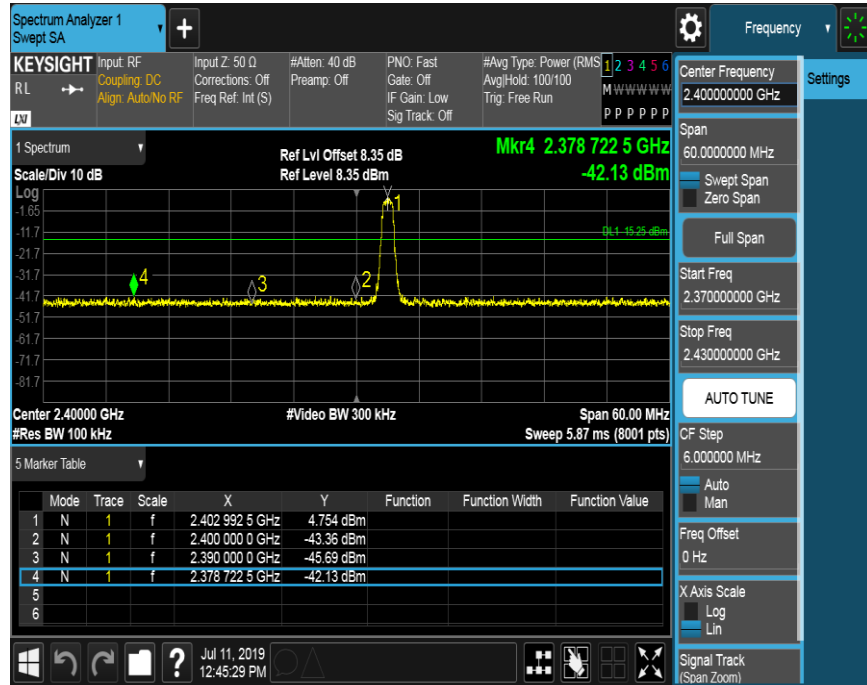 Spectrum Analyzer 1
Swept SA
Frequency
KEYSIGHT
RL
LXI
Input: RF
Coupling: DC
Align: Auto/No RF
Input Z: 50 Ω
Corrections: Off
Freq Ref: Int (S)
#Atten: 40 dB
Preamp: Off
PNO: Fast
Gate: Off
IF Gain: Low
Sig Track: Off
#Avg Type: Power (RMS
Avg|Hold: 100/100
Trig: Free Run
1 2 3 4 5 6
M W W W W W
P P P P P P
1 Spectrum
Scale/Div 10 dB
Ref Lvl Offset 8.35 dB
Ref Level 8.35 dBm
Mkr4 2.378 722 5 GHz
-42.13 dBm
Log
-1.65
-11.7
-21.7
-31.7
-41.7
-51.7
-61.7
-71.7
-81.7
1
2
3
4
DL1 -15.25 dBm
Center 2.40000 GHz
#Res BW 100 kHz
#Video BW 300 kHz
Span 60.00 MHz
Sweep 5.87 ms (8001 pts)
5 Marker Table
Mode Trace Scale X Y Function Function Width Function Value
1 N 1 f 2.402 992 5 GHz 4.754 dBm
2 N 1 f 2.400 000 0 GHz -43.36 dBm
3 N 1 f 2.390 000 0 GHz -45.69 dBm
4 N 1 f 2.378 722 5 GHz -42.13 dBm
5
6
Jul 11, 2019
12:45:29 PM
Center Frequency
2.400000000 GHz
Settings
Span
60.0000000 MHz
Swept Span
Zero Span
Full Span
Start Freq
2.370000000 GHz
Stop Freq
2.430000000 GHz
AUTO TUNE
CF Step
6.000000 MHz
Auto
Man
Freq Offset
0 Hz
X Axis Scale
Log
Lin
Signal Track
(Span Zoom)